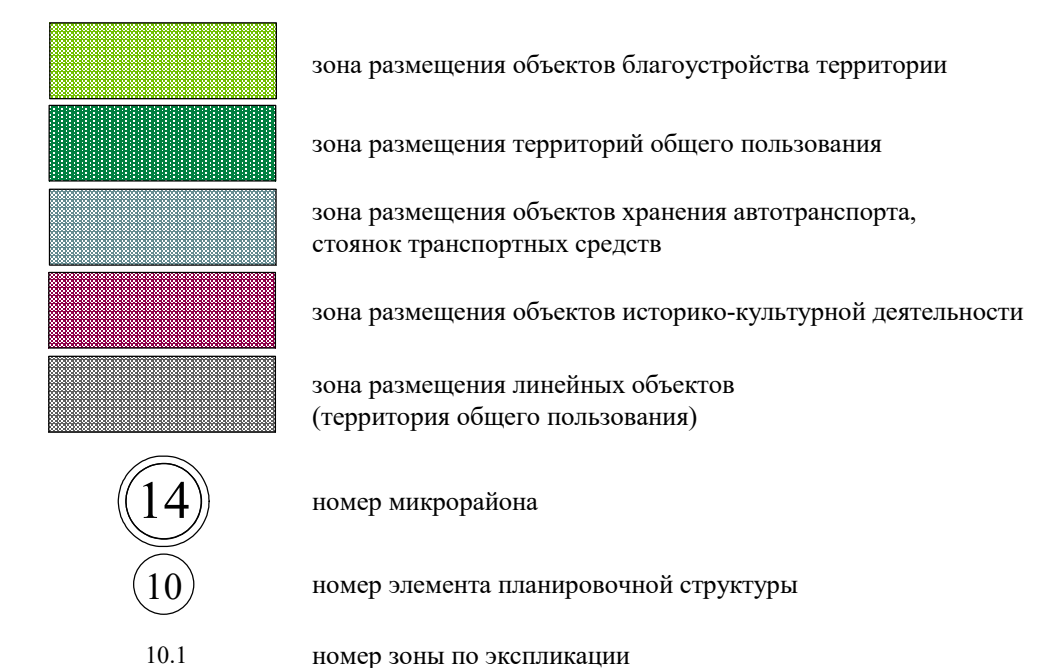 зона размещения объектов благоустройства территории
зона размещения территорий общего пользования
зона размещения объектов хранения автотранспорта,
стоянок транспортных средств
зона размещения объектов историко-культурной деятельности
зона размещения линейных объектов
(территория общего пользования)
14 номер микрорайона
10 номер элемента планировочной структуры
10.1 номер зоны по экспликации